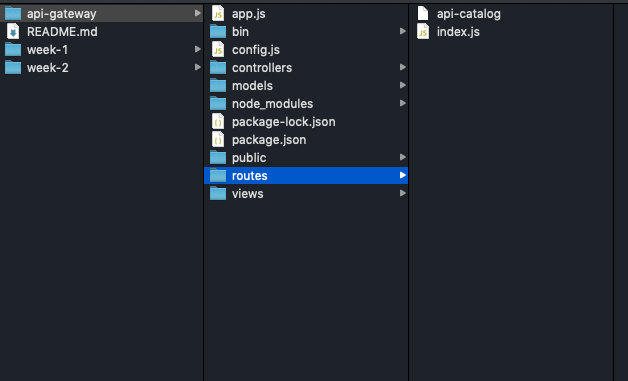 api-gateway
README.md
week-1
week-2
app.js
bin
config.js
controllers
models
node_modules
package-lock.json
package.json
public
routes
views
api-catalog
index.js